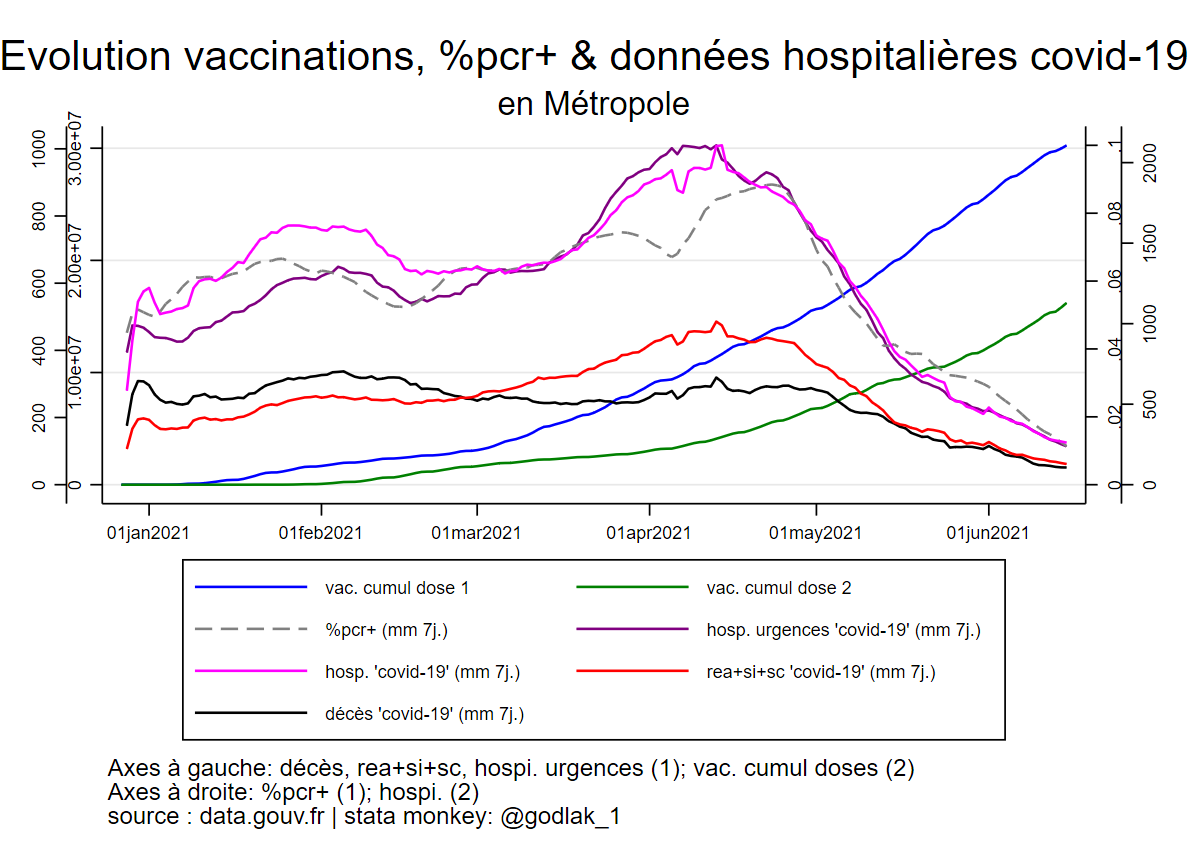 Evolution vaccinations, %pcr+ & données hospitalières covid-19
en Métropole
1000
800
600
400
200
0
3.00e+07
2.00e+07
1.00e+07
0
.1
.08
.06
.04
.02
0
2000
1500
1000
500
0
01jan2021 01feb2021 01mar2021 01apr2021 01may2021 01jun2021
vac. cumul dose 1 vac. cumul dose 2
%pcr+ (mm 7j.) hosp. urgences 'covid-19' (mm 7j.)
hosp. 'covid-19' (mm 7j.) rea+si+sc 'covid-19' (mm 7j.)
décès 'covid-19' (mm 7j.)
Axes à gauche: décès, rea+si+sc, hospi. urgences (1); vac. cumul doses (2)
Axes à droite: %pcr+ (1); hospi. (2)
source : data.gouv.fr | stata monkey: @godlak_1